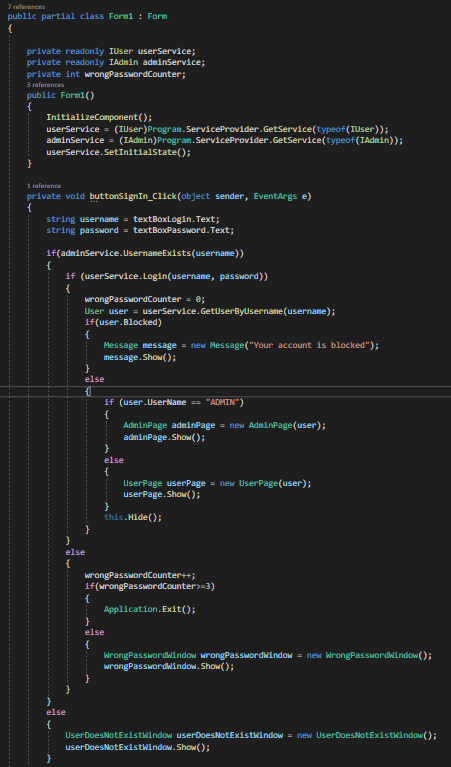 7 references
public partial class Form1 : Form
{
private readonly IUser userService;
private readonly IAdmin adminService;
private int wrongPasswordCounter;
3 references
public Form1()
{
InitializeComponent();
userService = (IUser)Program.ServiceProvider.GetService(typeof(IUser));
adminService = (IAdmin)Program.ServiceProvider.GetService(typeof(IAdmin));
userService.SetInitialState();
}
1 reference
private void buttonSignIn_Click(object sender, EventArgs e)
{
string username = textBoxLogin.Text;
string password = textBoxPassword.Text;
if(adminService.UsernameExists(username))
{
if (userService.Login(username, password))
{
wrongPasswordCounter = 0;
User user = userService.GetUserByUsername(username);
if(user.Blocked)
{
Message message = new Message("Your account is blocked");
message.Show();
}
else
{
if (user.UserName == "ADMIN")
{
AdminPage adminPage = new AdminPage(user);
adminPage.Show();
}
else
{
UserPage userPage = new UserPage(user);
userPage.Show();
}
this.Hide();
}
}
else
{
wrongPasswordCounter++;
if(wrongPasswordCounter>=3)
{
Application.Exit();
}
else
{
WrongPasswordWindow wrongPasswordWindow = new WrongPasswordWindow();
wrongPasswordWindow.Show();
}
}
}
else
{
UserDoesNotExistWindow userDoesNotExistWindow = new UserDoesNotExistWindow();
userDoesNotExistWindow.Show();
}